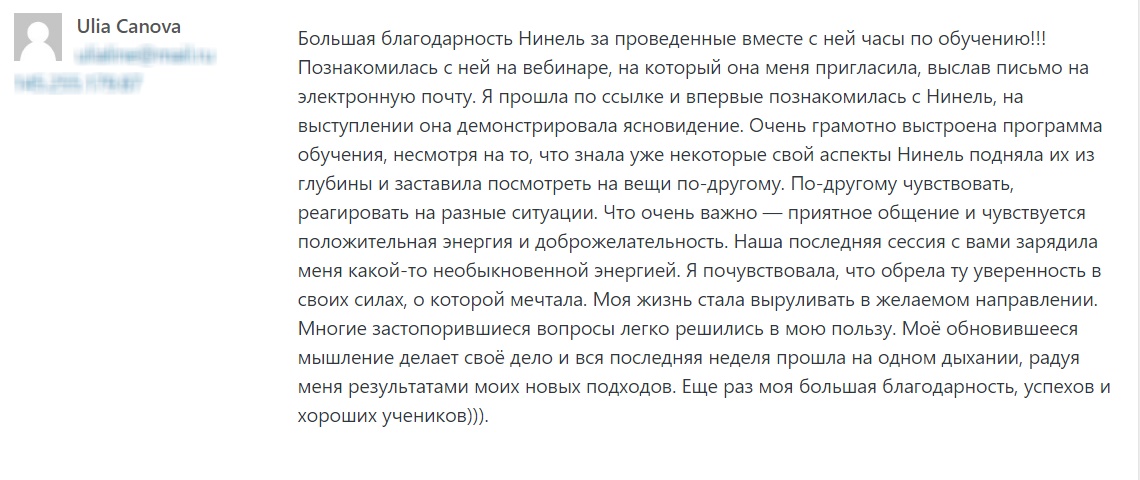 Ulia Canova
Большая благодарность Нинель за проведенные вместе с ней часы по обучению!!!
Познакомилась с ней на вебинаре, на который она меня пригласила, выслав письмо на
электронную почту. Я прошла по ссылке и впервые познакомилась с Нинель, на
выступлении она демонстрировала ясновидение. Очень грамотно выстроена программа
обучения, несмотря на то, что знала уже некоторые свой аспекты Нинель подняла их из
глубины и заставила посмотреть на вещи по-другому. По-другому чувствовать,
реагировать на разные ситуации. Что очень важно — приятное общение и чувствуется
положительная энергия и доброжелательность. Наша последняя сессия с вами зарядила
меня какой-то необыкновенной энергией. Я почувствовала, что обрела ту уверенность в
своих силах, о которой мечтала. Моя жизнь стала выруливать в желаемом направлении.
Многие застопорившиеся вопросы легко решились в мою пользу. Моё обновившееся
мышление делает своё дело и вся последняя неделя прошла на одном дыхании, радуя
меня результатами моих новых подходов. Еще раз моя большая благодарность, успехов и
хороших учеников))).